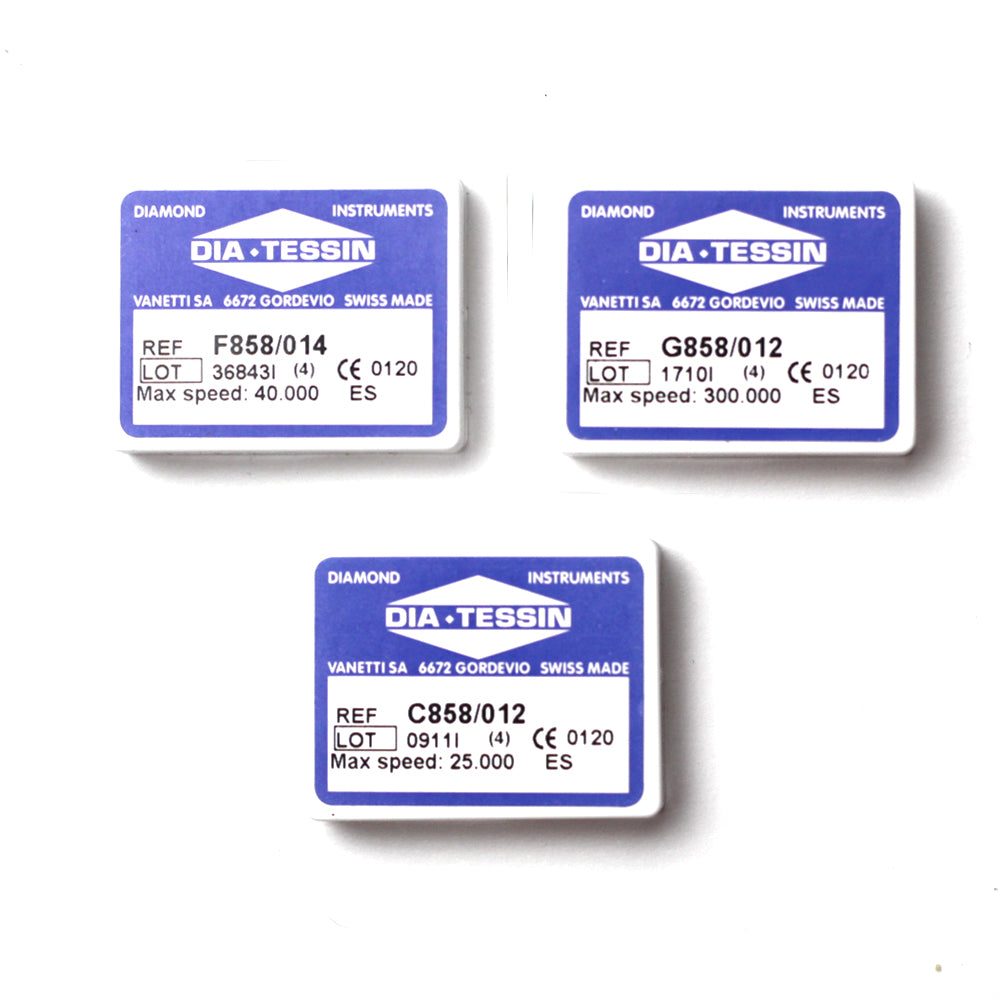 DIAMOND INSTRUMENTS
DIA⬥TESSIN
VANETTI SA 6672 GORDEVIO SWISS MADE
REF F858/014
LOT 36843I (4) CE 0120
Max speed: 40.000 ES
DIAMOND INSTRUMENTS
DIA⬥TESSIN
VANETTI SA 6672 GORDEVIO SWISS MADE
REF G858/012
LOT 1710I (4) CE 0120
Max speed: 300.000 ES
DIAMOND INSTRUMENTS
DIA⬥TESSIN
VANETTI SA 6672 GORDEVIO SWISS MADE
REF C858/012
LOT 0911I (4) CE 0120
Max speed: 25.000 ES